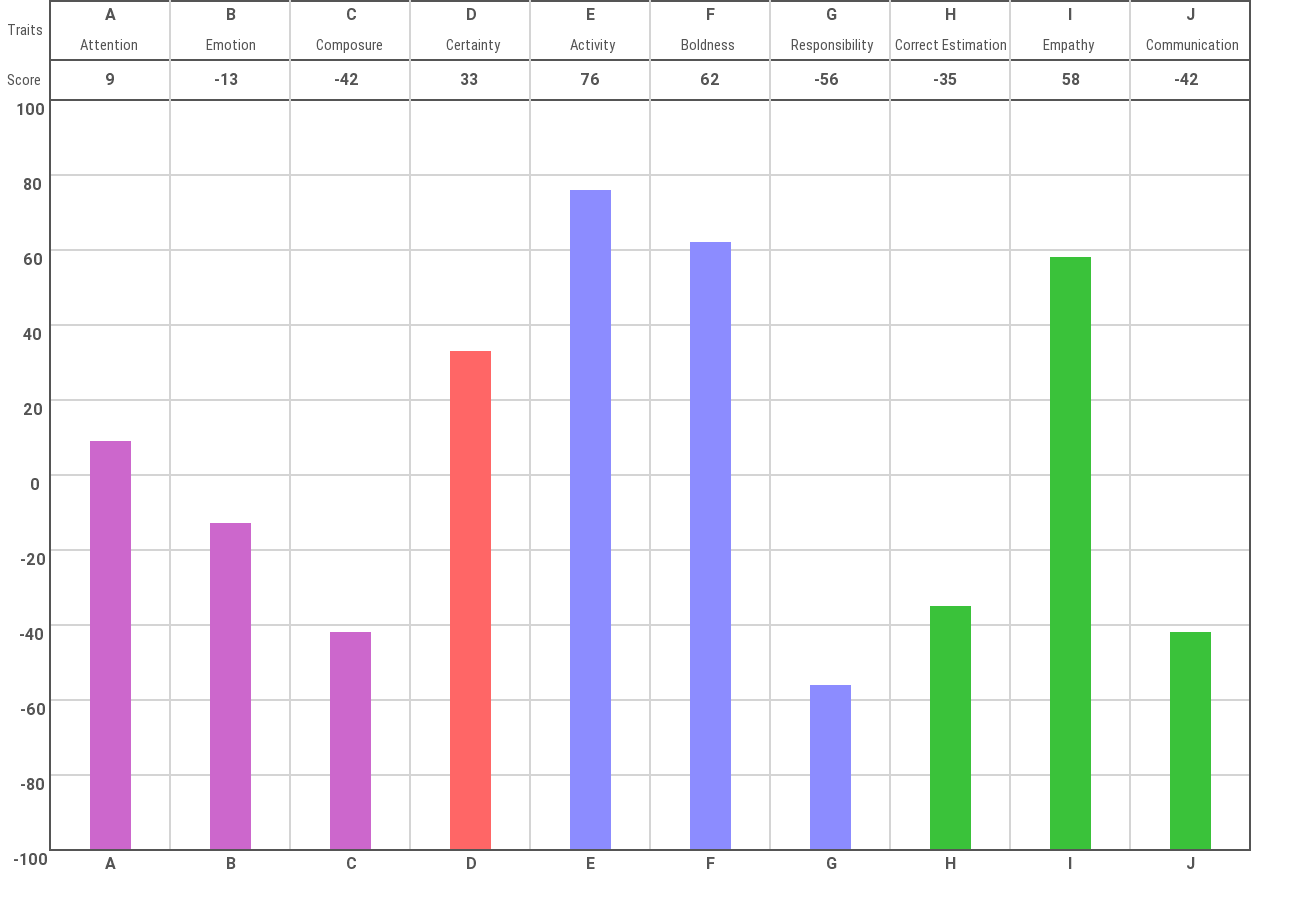 Traits A B C D E F G H I J
Attention Emotion Composure Certainty Activity Boldness Responsibility Correct Estimation Empathy Communication
Score 9 -13 -42 33 76 62 -56 -35 58 -42
100
80
60
40
20
0
-20
-40
-60
-80
-100
A B C D E F G H I J